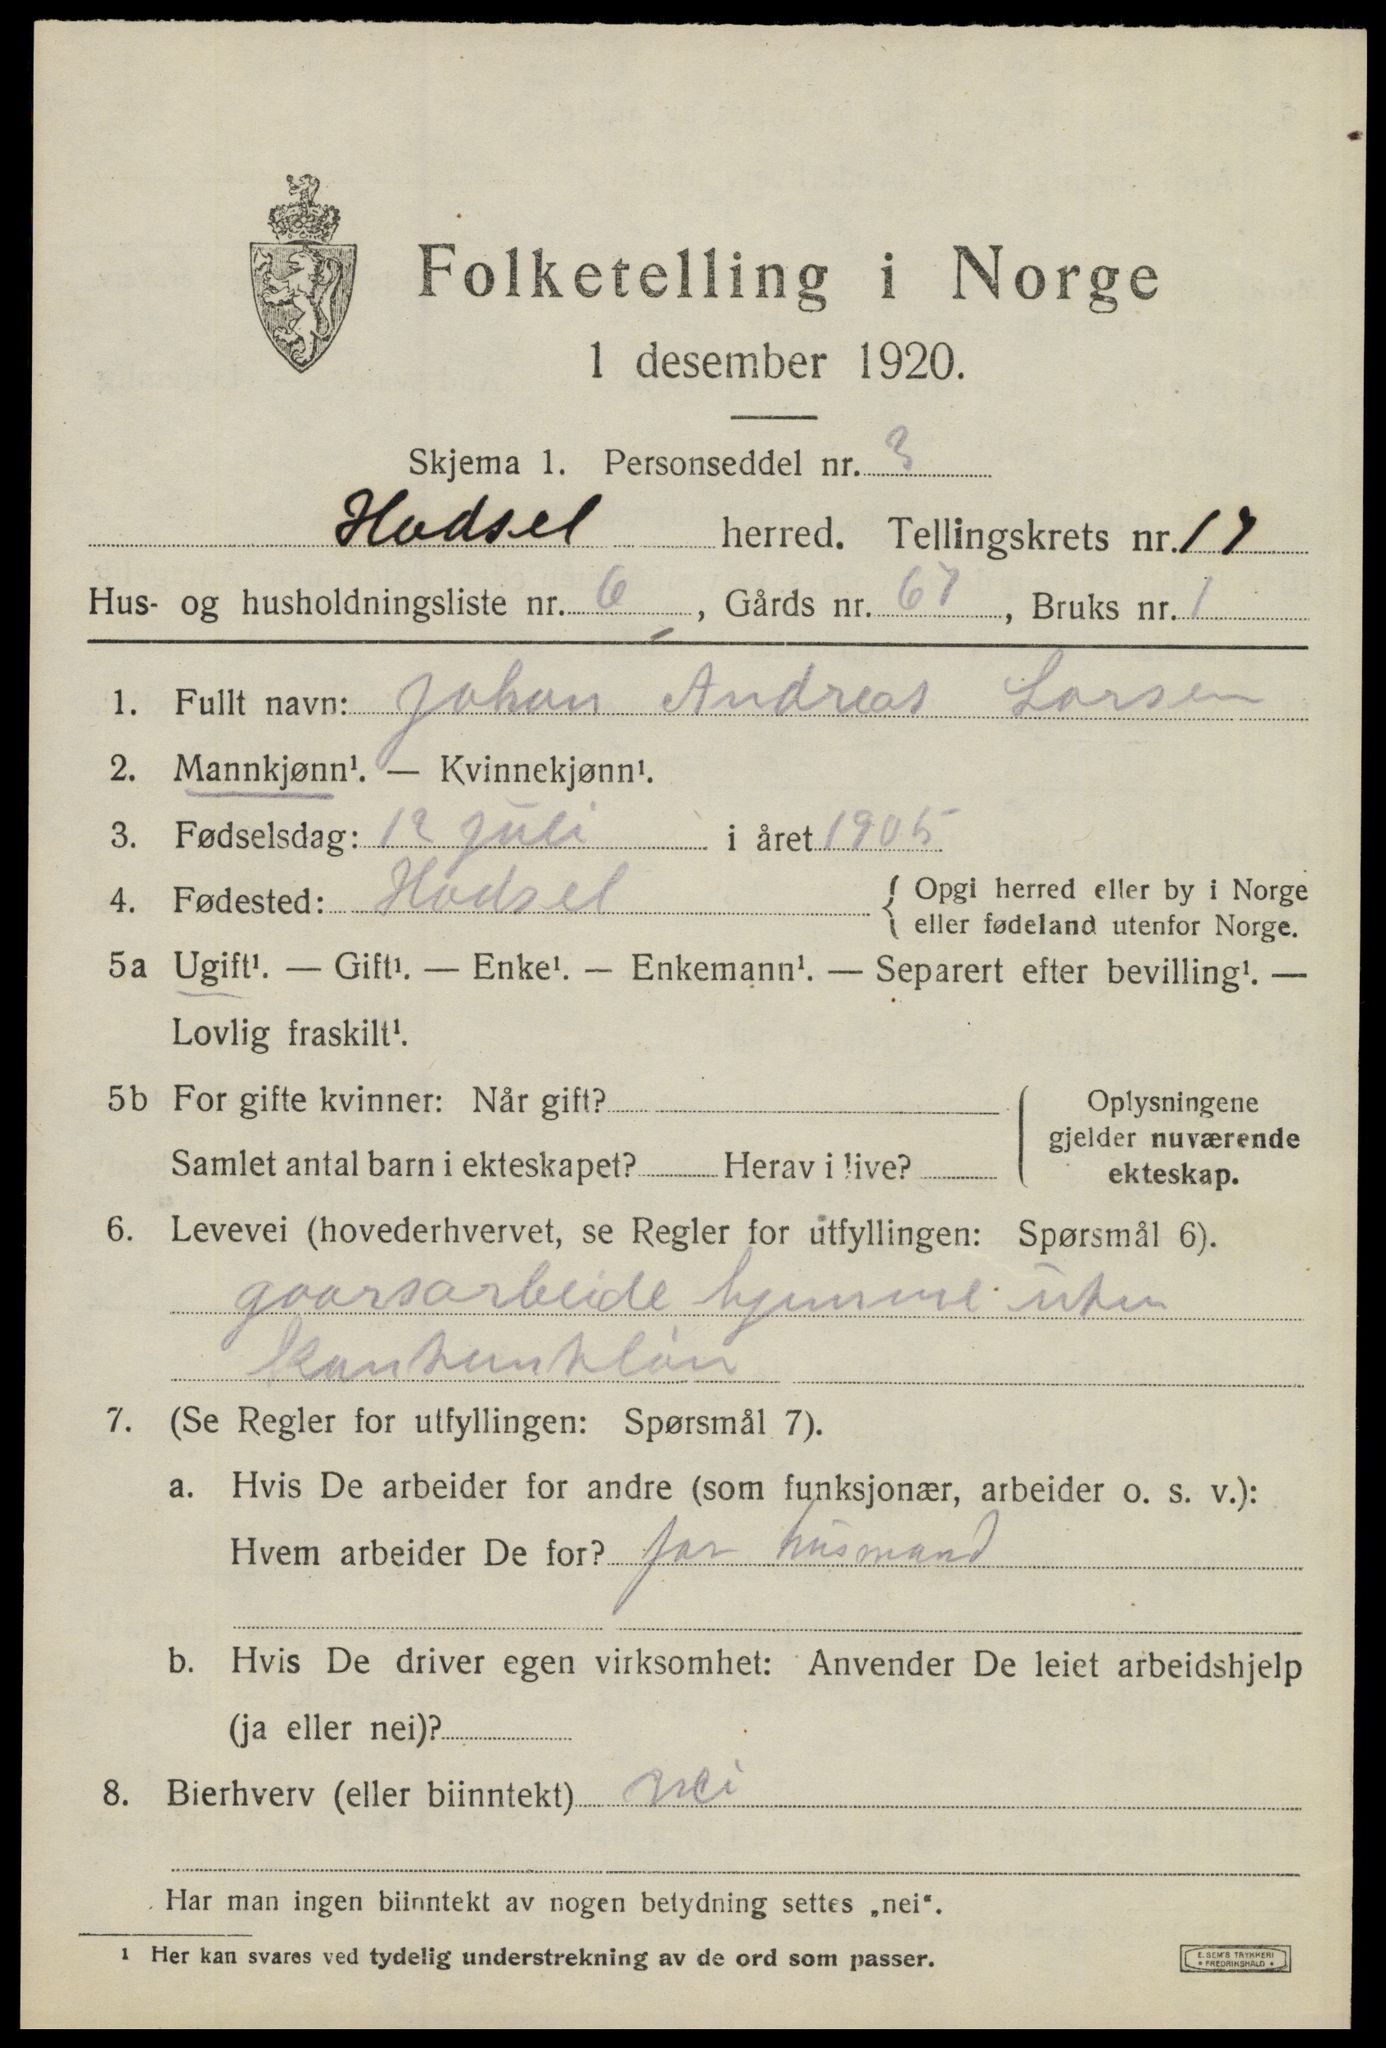 Folketelling i Norge
1 desember 1920.
Skjema 1. Personseddel nr. 3
Hadsel herred. Tellingskrets nr. 17
Hus- og husholdningsliste nr. 6, Gårds nr. 67, Bruks nr. 1
1. Fullt navn: Johan Andreas Larsen
2. Mannkjønn¹. — Kvinnekjønn¹.
3. Fødselsdag: 12 juli i året 1905
4. Fødested: Hadsel { Opgi herred eller by i Norge
eller fødeland utenfor Norge.
5a Ugift¹. — Gift¹. — Enke¹. — Enkemann¹. — Separert efter bevilling¹. —
Lovlig fraskilt¹.
5b For gifte kvinner: Når gift?
Samlet antal barn i ekteskapet? Herav i live?
Oplysningene
gjelder nuværende
ekteskap.
6. Levevei (hovederhvervet, se Regler for utfyllingen: Spørsmål 6).
gaarsarbeide hjemme uten
kontantløn
7. (Se Regler for utfyllingen: Spørsmål 7).
a. Hvis De arbeider for andre (som funksjonær, arbeider o. s. v.):
Hvem arbeider De for? far husmand
b. Hvis De driver egen virksomhet: Anvender De leiet arbeidshjelp
(ja eller nei)?
8. Bierhverv (eller biinntekt) nei
Har man ingen biinntekt av nogen betydning settes „nei“.
¹ Her kan svares ved tydelig understrekning av de ord som passer.
E. SEM'S TRYKKERI
* FREDRIKSHALD *